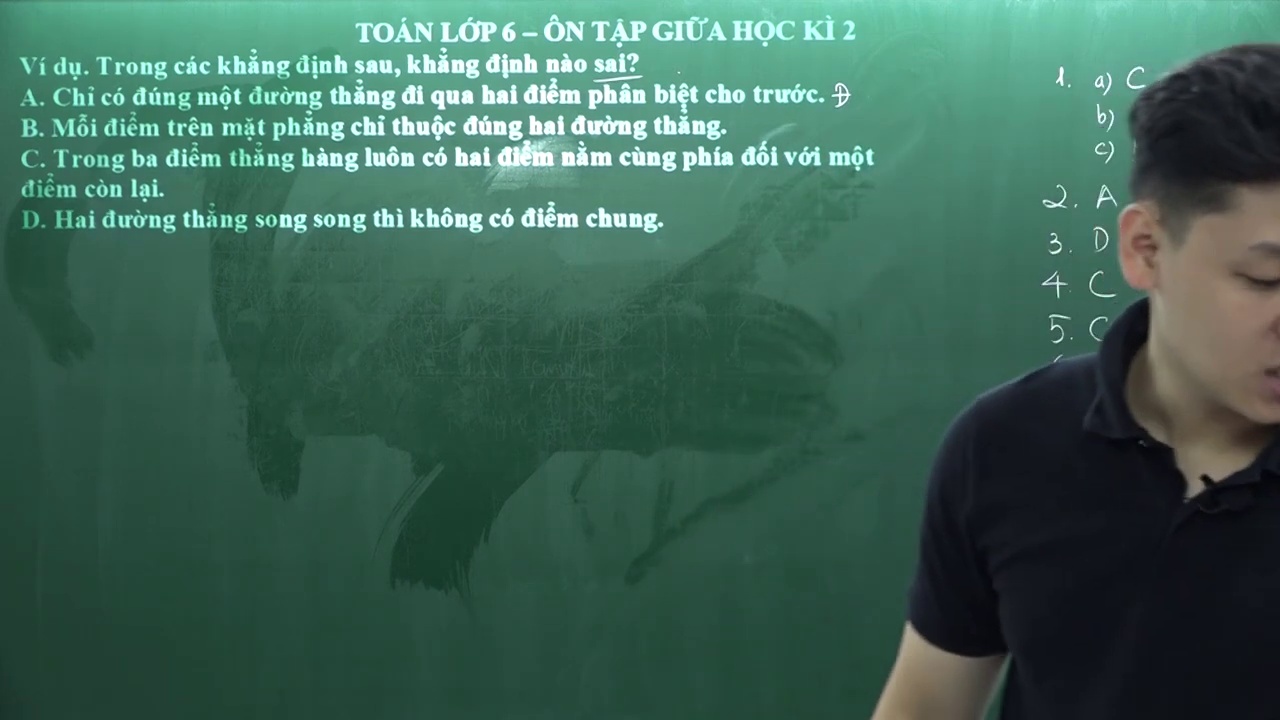 TOÁN LỚP 6 – ÔN TẬP GIỮA HỌC KÌ 2
Ví dụ. Trong các khẳng định sau, khẳng định nào sai?
A. Chỉ có đúng một đường thẳng đi qua hai điểm phân biệt cho trước. Đ
B. Mỗi điểm trên mặt phẳng chỉ thuộc đúng hai đường thẳng.
C. Trong ba điểm thẳng hàng luôn có hai điểm nằm cùng phía đối với một
điểm còn lại.
D. Hai đường thẳng song song thì không có điểm chung.
1. a) C
b)
c)
2. A
3. D
4. C
5. C